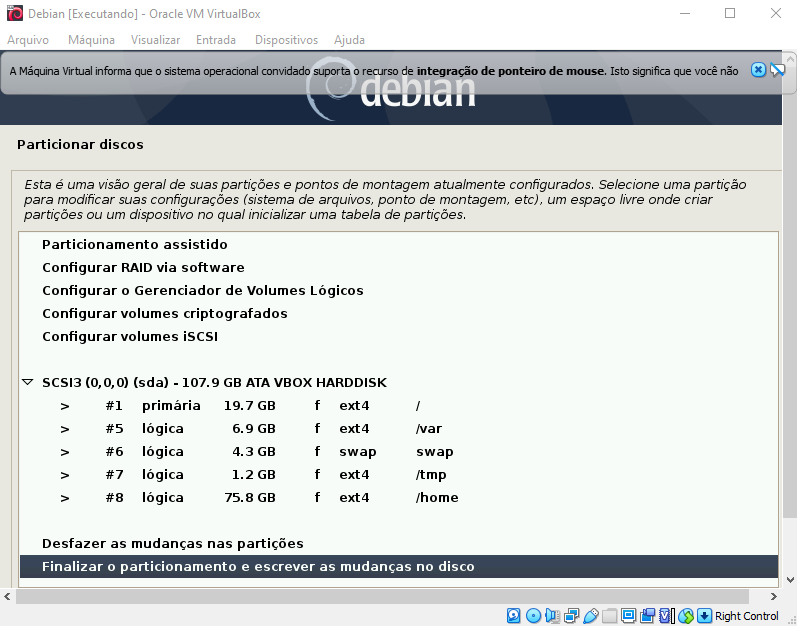 Debian [Executando] - Oracle VM VirtualBox
Arquivo Máquina Visualizar Entrada Dispositivos Ajuda
A Máquina Virtual informa que o sistema operacional convidado suporta o recurso de integração de ponteiro de mouse. Isto significa que você não
debian
Particionar discos
Esta é uma visão geral de suas partições e pontos de montagem atualmente configurados. Selecione uma partição
para modificar suas configurações (sistema de arquivos, ponto de montagem, etc), um espaço livre onde criar
partições ou um dispositivo no qual inicializar uma tabela de partições.
Particionamento assistido
Configurar RAID via software
Configurar o Gerenciador de Volumes Lógicos
Configurar volumes criptografados
Configurar volumes iSCSI
SCSI3 (0,0,0) (sda) - 107.9 GB ATA VBOX HARDDISK
> #1 primária 19.7 GB f ext4 /
> #5 lógica 6.9 GB f ext4 /var
> #6 lógica 4.3 GB f swap swap
> #7 lógica 1.2 GB f ext4 /tmp
> #8 lógica 75.8 GB f ext4 /home
Desfazer as mudanças nas partições
Finalizar o particionamento e escrever as mudanças no disco
Right Control